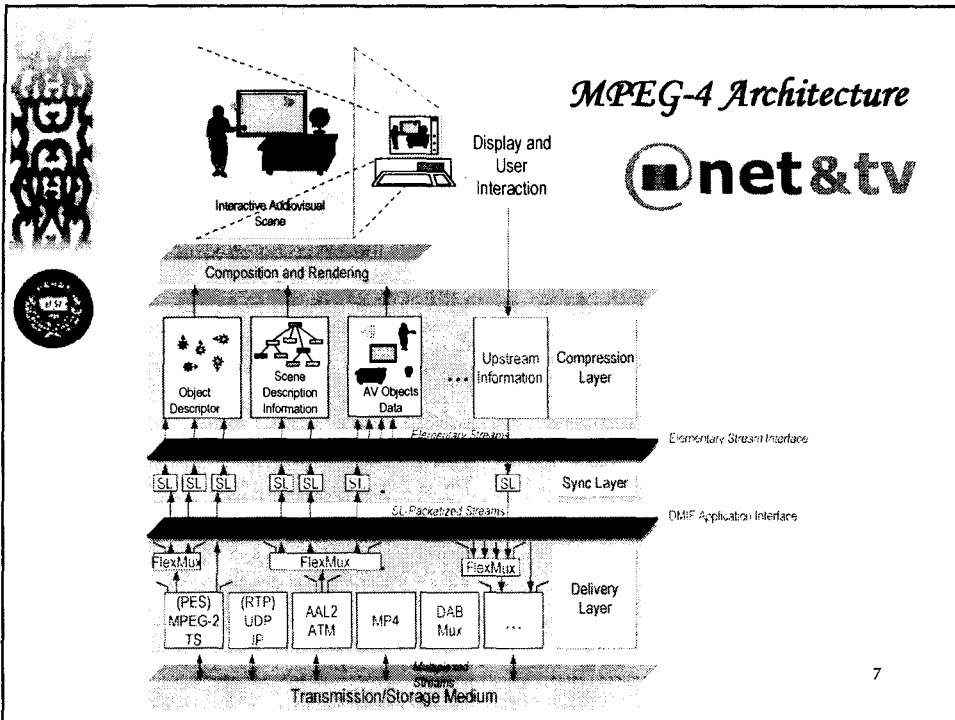 MPEG-4 Architecture
@net&tv
Display and
User
Interaction
Interactive Audiovisual
Scene
Composition and Rendering
Object
Descriptor
Scene
Description
Information
AV Objects
Data
...
Upstream
Information
Compression
Layer
Elementary Streams
Elementary Stream Interface
SL SL SL SL SL SL SL
Sync Layer
SL-Packetized Streams
DMIF Application Interface
FlexMux FlexMux FlexMux
(PES)
MPEG-2
TS
(RTP)
UDP
IP
AAL2
ATM
MP4
DAB
Mux
...
Delivery
Layer
Multiplexed
Streams
Transmission/Storage Medium
7